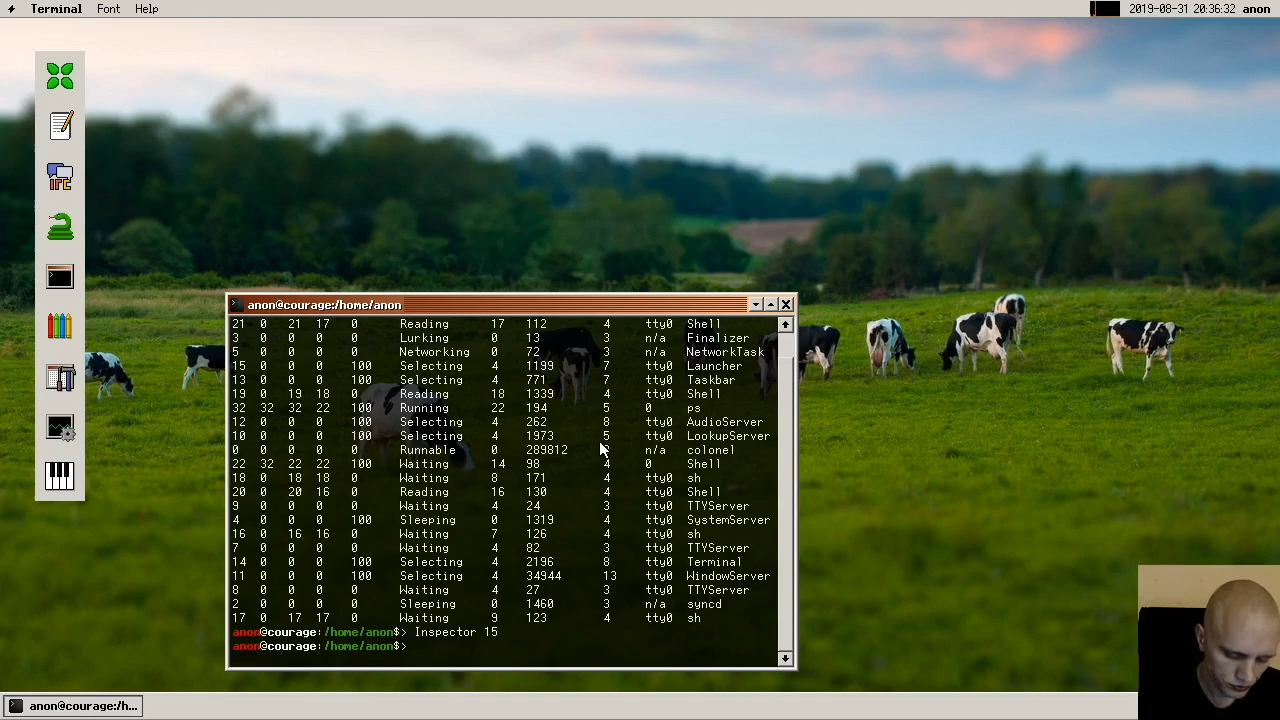 Terminal Font Help 2019-08-31 20:36:32 anon
irc
anon@courage:/home/anon
21 0 21 17 0 Reading 17 112 4 tty0 Shell
3 0 0 0 0 Lurking 0 13 3 n/a Finalizer
5 0 0 0 0 Networking 0 72 3 n/a NetworkTask
15 0 0 0 100 Selecting 4 1199 7 tty0 Launcher
13 0 0 0 100 Selecting 4 771 7 tty0 Taskbar
19 0 19 18 0 Reading 18 1339 4 tty0 Shell
32 32 32 22 100 Running 22 194 5 0 ps
12 0 0 0 100 Selecting 4 262 8 tty0 AudioServer
10 0 0 0 100 Selecting 4 1973 5 tty0 LookupServer
0 0 0 0 0 Runnable 0 289812 n/a colonel
22 32 22 22 100 Waiting 14 98 4 0 Shell
18 0 18 18 0 Waiting 8 171 4 tty0 sh
20 0 20 16 0 Reading 16 130 4 tty0 Shell
9 0 0 0 0 Waiting 4 24 3 tty0 TTYServer
4 0 0 0 100 Sleeping 0 1319 4 tty0 SystemServer
16 0 16 16 0 Waiting 7 126 4 tty0 sh
7 0 0 0 0 Waiting 4 82 3 tty0 TTYServer
14 0 0 0 100 Selecting 4 2196 8 tty0 Terminal
11 0 0 0 100 Selecting 4 34944 13 tty0 WindowServer
8 0 0 0 0 Waiting 4 27 3 tty0 TTYServer
2 0 0 0 0 Sleeping 0 1460 3 n/a syncd
17 0 17 17 0 Waiting 9 123 4 tty0 sh
anon@courage:/home/anon$> Inspector 15
anon@courage:/home/anon$>
anon@courage:/h...